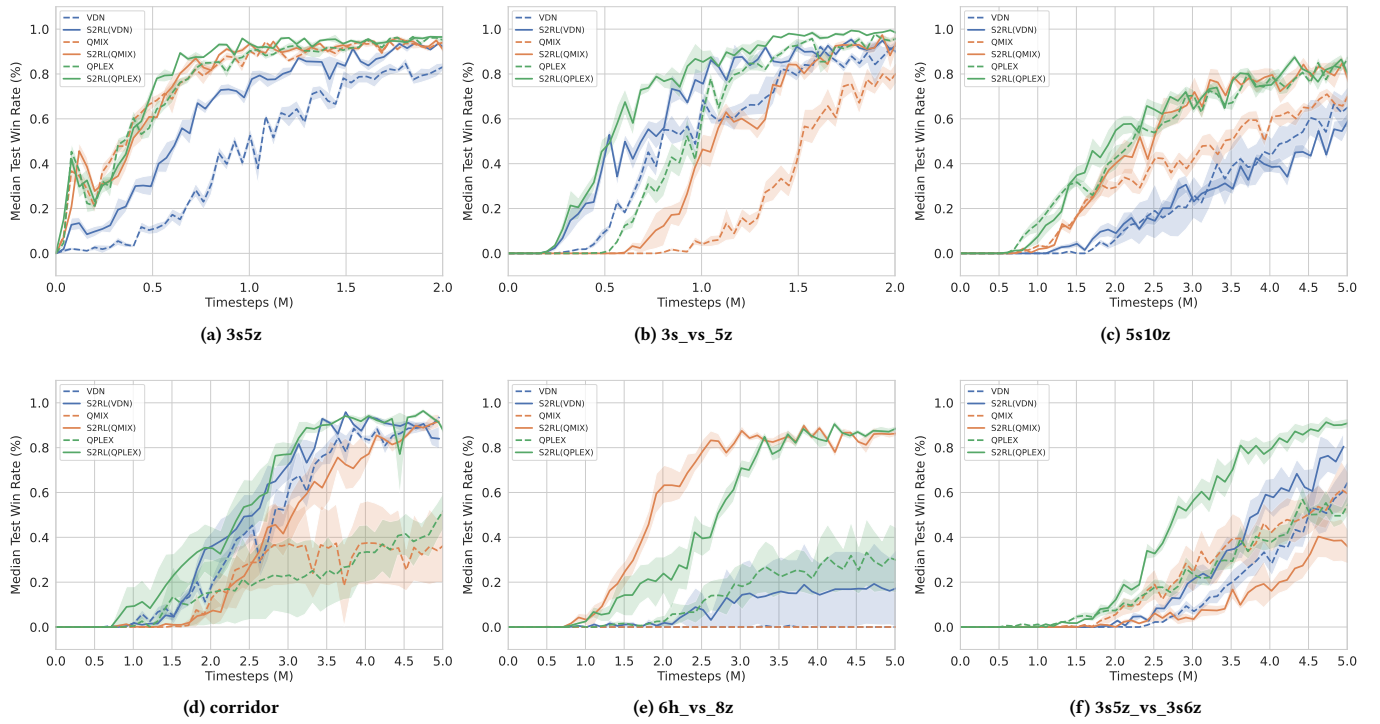 Median Test Win Rate (%)
1.0
0.8
0.6
0.4
0.2
0.0
VDN
S2RL(VDN)
QMIX
S2RL(QMIX)
QPLEX
S2RL(QPLEX)
0.0 0.5 1.0 1.5 2.0
Timesteps (M)
(a) 3s5z
Median Test Win Rate (%)
1.0
0.8
0.6
0.4
0.2
0.0
VDN
S2RL(VDN)
QMIX
S2RL(QMIX)
QPLEX
S2RL(QPLEX)
0.0 0.5 1.0 1.5 2.0
Timesteps (M)
(b) 3s_vs_5z
Median Test Win Rate (%)
1.0
0.8
0.6
0.4
0.2
0.0
VDN
S2RL(VDN)
QMIX
S2RL(QMIX)
QPLEX
S2RL(QPLEX)
0.0 0.5 1.0 1.5 2.0 2.5 3.0 3.5 4.0 4.5 5.0
Timesteps (M)
(c) 5s10z
Median Test Win Rate (%)
1.0
0.8
0.6
0.4
0.2
0.0
VDN
S2RL(VDN)
QMIX
S2RL(QMIX)
QPLEX
S2RL(QPLEX)
0.0 0.5 1.0 1.5 2.0 2.5 3.0 3.5 4.0 4.5 5.0
Timesteps (M)
(d) corridor
Median Test Win Rate (%)
1.0
0.8
0.6
0.4
0.2
0.0
VDN
S2RL(VDN)
QMIX
S2RL(QMIX)
QPLEX
S2RL(QPLEX)
0.0 0.5 1.0 1.5 2.0 2.5 3.0 3.5 4.0 4.5 5.0
Timesteps (M)
(e) 6h_vs_8z
Median Test Win Rate (%)
1.0
0.8
0.6
0.4
0.2
0.0
VDN
S2RL(VDN)
QMIX
S2RL(QMIX)
QPLEX
S2RL(QPLEX)
0.0 0.5 1.0 1.5 2.0 2.5 3.0 3.5 4.0 4.5 5.0
Timesteps (M)
(f) 3s5z_vs_3s6z